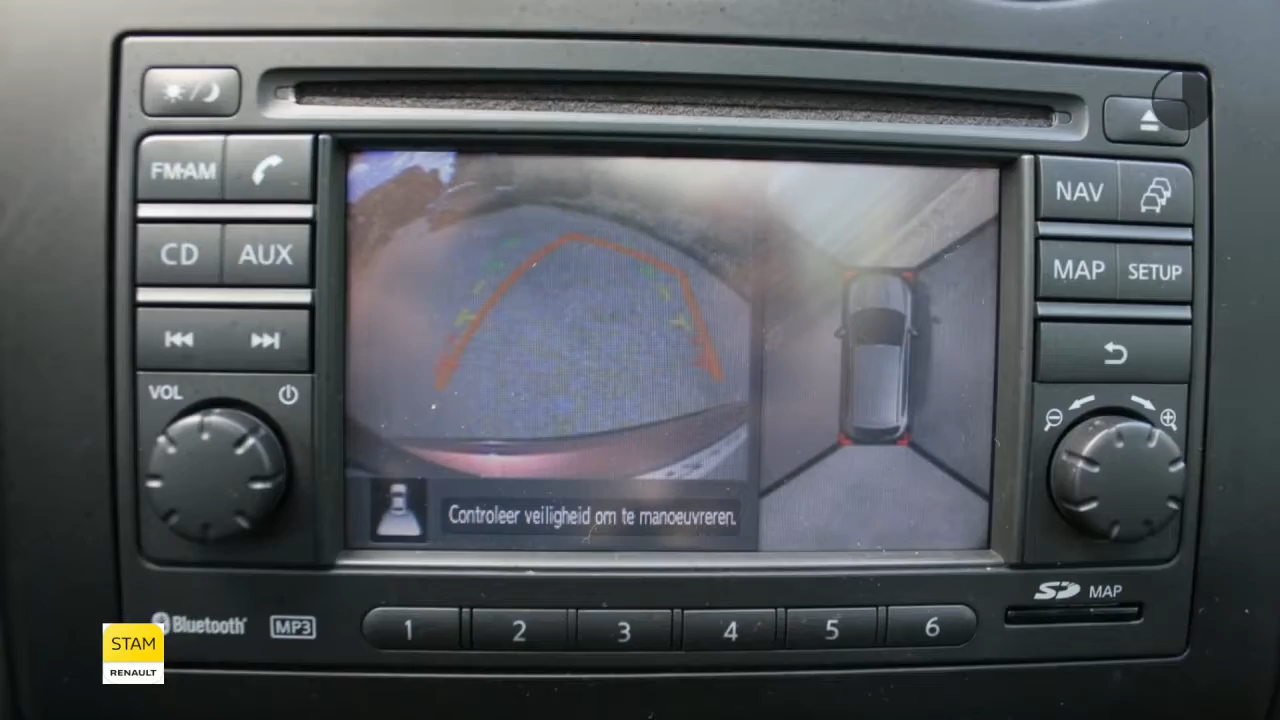 FM·AM
CD
AUX
VOL
NAV
MAP
SETUP
Controleer veiligheid om te manoeuvreren.
Bluetooth
MP3
1
2
3
4
5
6
SD MAP
STAM
RENAULT